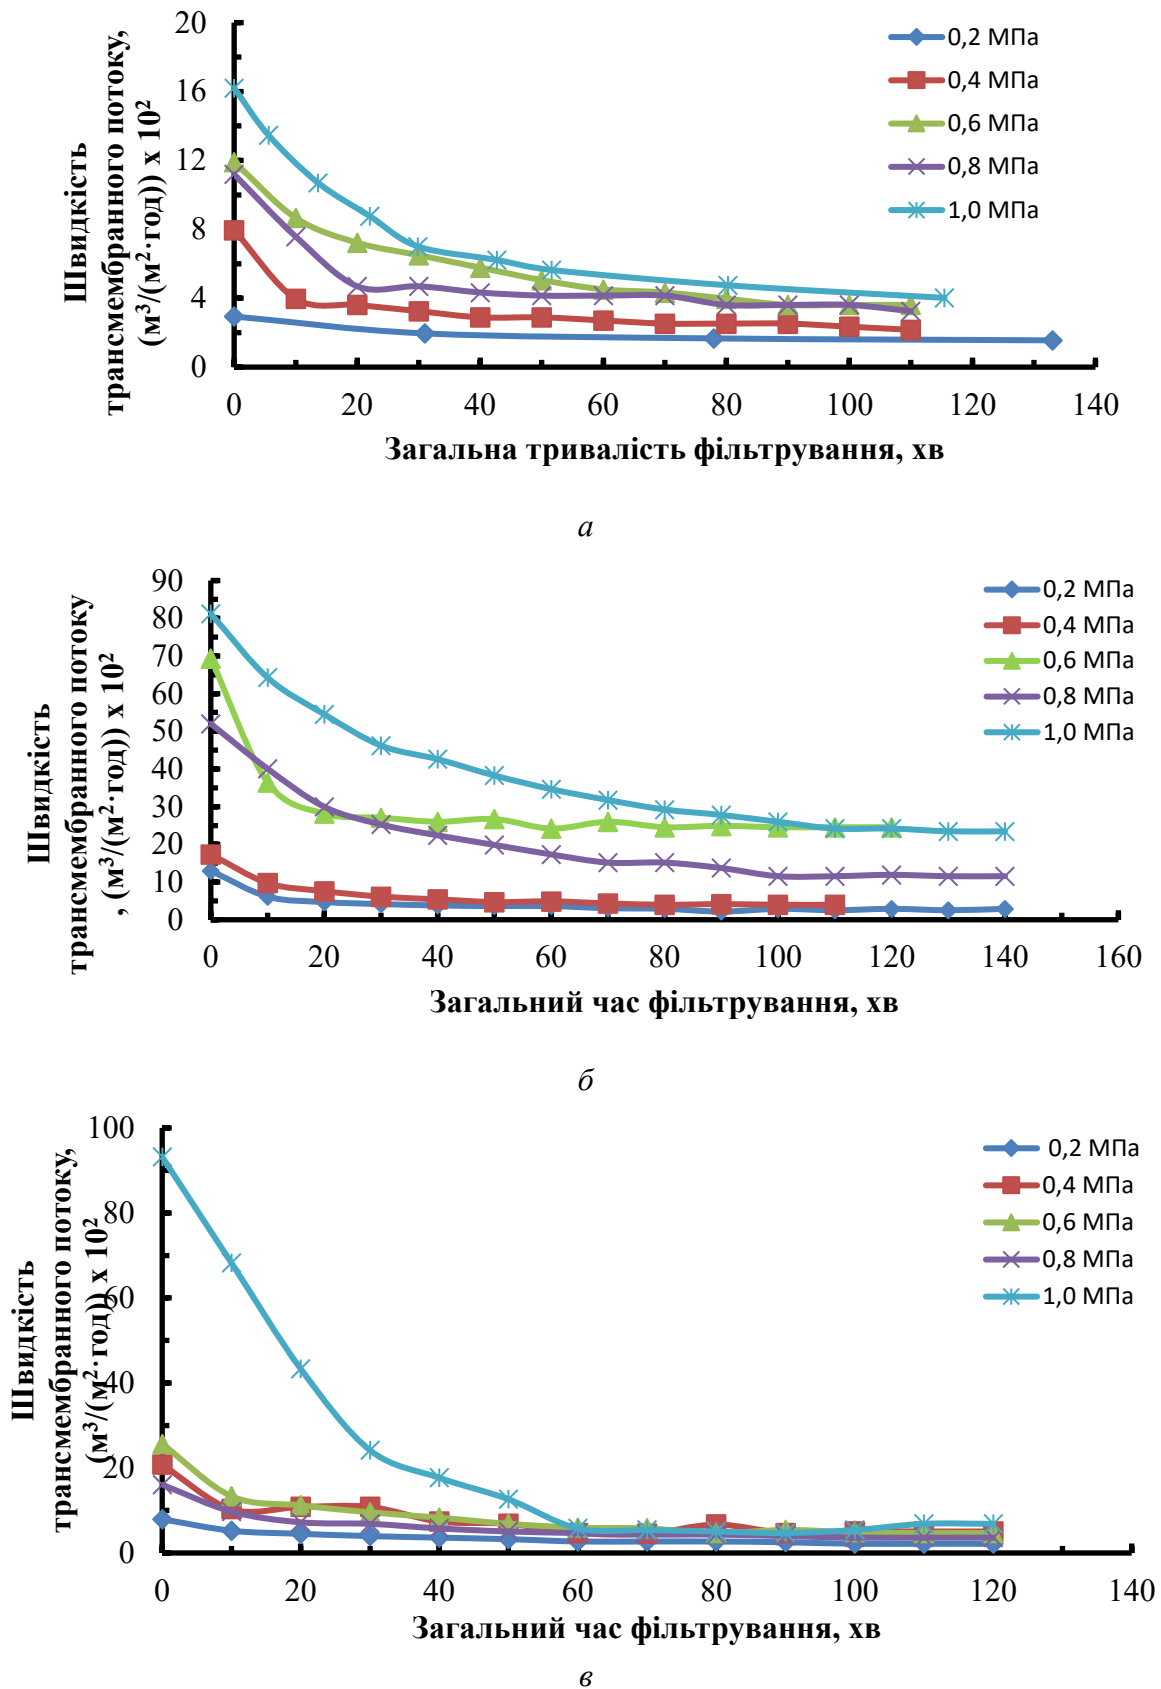 Швидкість
трансмембранного потоку,
(м³/(м²·год)) х 10²
20
16
12
8
4
0
0 20 40 60 80 100 120 140
Загальна тривалість фільтрування, хв
0,2 МПа
0,4 МПа
0,6 МПа
0,8 МПа
1,0 МПа
а
Швидкість
трансмембранного потоку
, (м³/(м²·год)) х 10²
90
80
70
60
50
40
30
20
10
0
0 20 40 60 80 100 120 140 160
Загальний час фільтрування, хв
0,2 МПа
0,4 МПа
0,6 МПа
0,8 МПа
1,0 МПа
б
Швидкість
трансмембранного потоку,
(м³/(м²·год)) х 10²
100
80
60
40
20
0
0 20 40 60 80 100 120 140
Загальний час фільтрування, хв
0,2 МПа
0,4 МПа
0,6 МПа
0,8 МПа
1,0 МПа
в